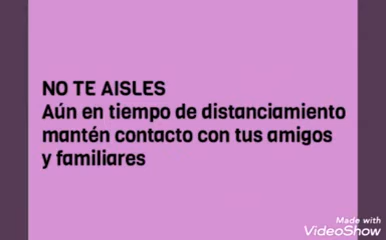 NO TE AISLES
Aún en tiempo de distanciamiento
mantén contacto con tus amigos
y familiares
Made with
VideoShow